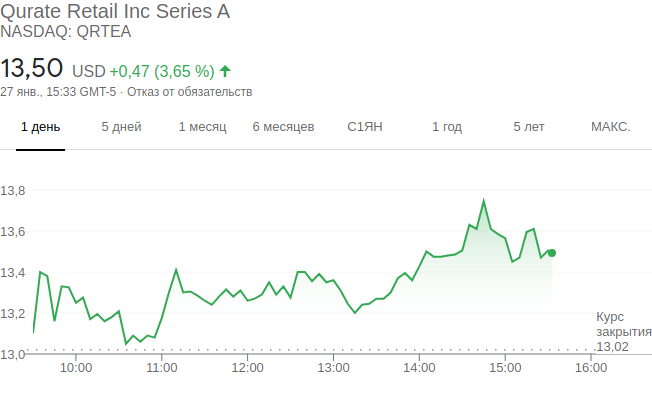 Qurate Retail Inc Series A
NASDAQ: QRTEA
13,50 USD +0,47 (3,65 %)
27 янв., 15:33 GMT-5 · Отказ от обязательств
1 день 5 дней 1 месяц 6 месяцев С1ЯН 1 год 5 лет МАКС.
13,8
13,6
13,4
13,2
13,0
Курс
закрытия
13,02
10:00 11:00 12:00 13:00 14:00 15:00 16:00